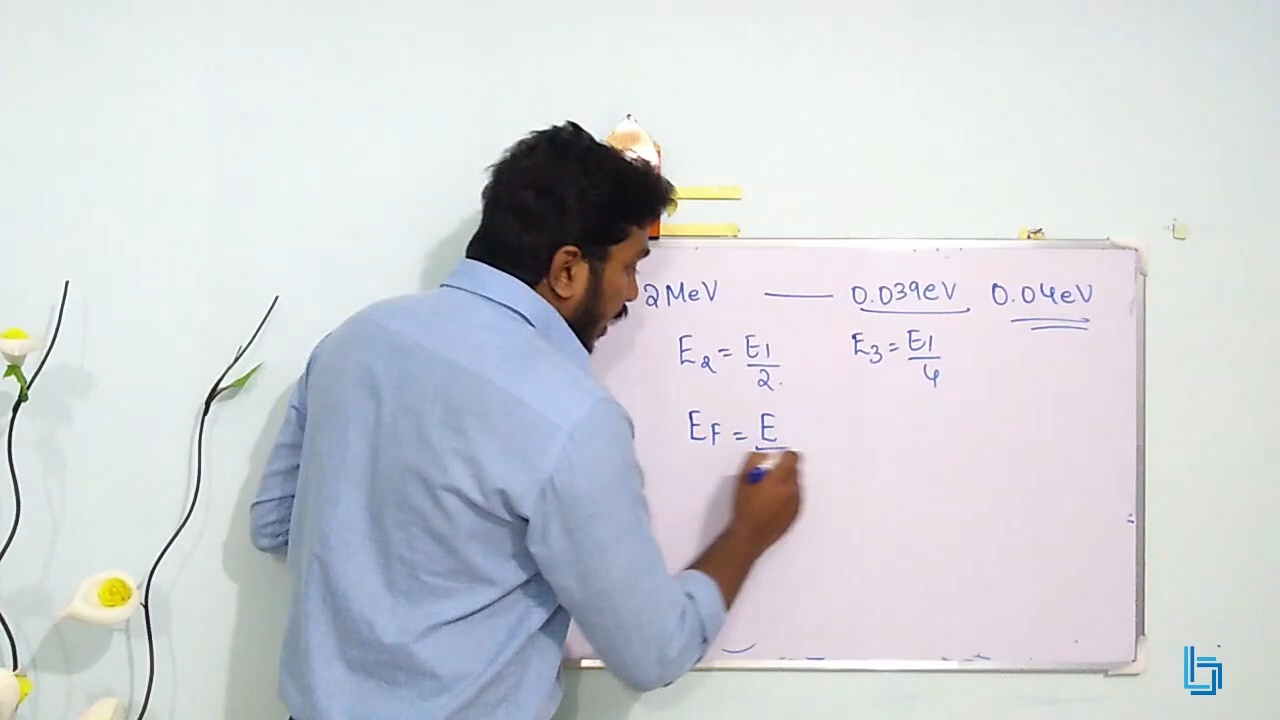 2MeV —— 0.039eV 0.04eV
E₂ = E₁/2. E₃ = E₁/4
E_F = E